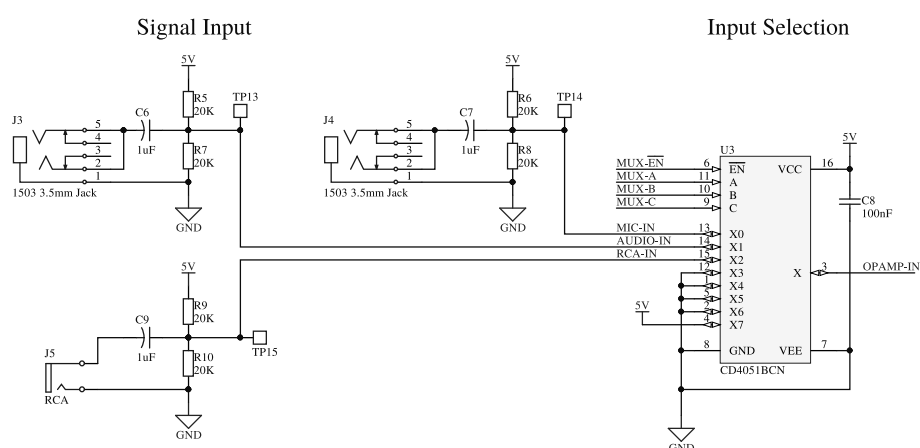 Signal Input
Input Selection
5V
R5
20K
TP13
J3
C6
1uF
5
4
3
2
1
R7
20K
1503 3.5mm Jack
GND
5V
R6
20K
TP14
J4
C7
1uF
5
4
3
2
1
R8
20K
1503 3.5mm Jack
GND
5V
U3
MUX-EN 6 EN VCC 16
MUX-A 11 A
MUX-B 10 B
MUX-C 9 C
C8
100nF
MIC-IN 13 X0
AUDIO-IN 14 X1
RCA-IN 15 X2
12 X3 X 3 OPAMP-IN
1 X4
5 X5
2 X6
5V 4 X7
8 GND VEE 7
CD4051BCN
GND
5V
R9
20K
C9
1uF
TP15
J5
R10
20K
RCA
GND